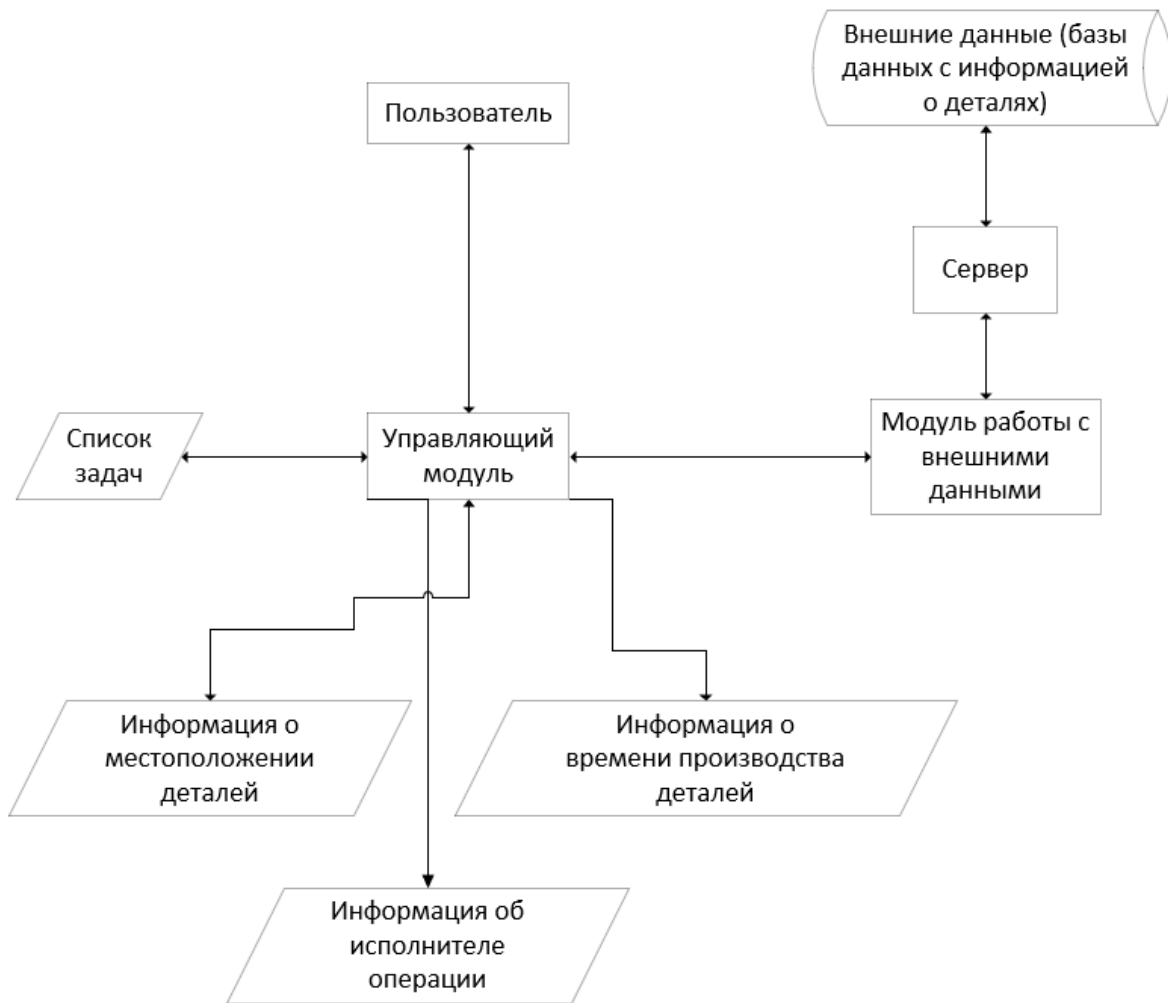 Внешние данные (базы
данных с информацией
о деталях)
Пользователь
Сервер
Список
задач
Управляющий
модуль
Модуль работы с
внешними
данными
Информация о
местоположении
деталей
Информация о
времени производства
деталей
Информация об
исполнителе
операции